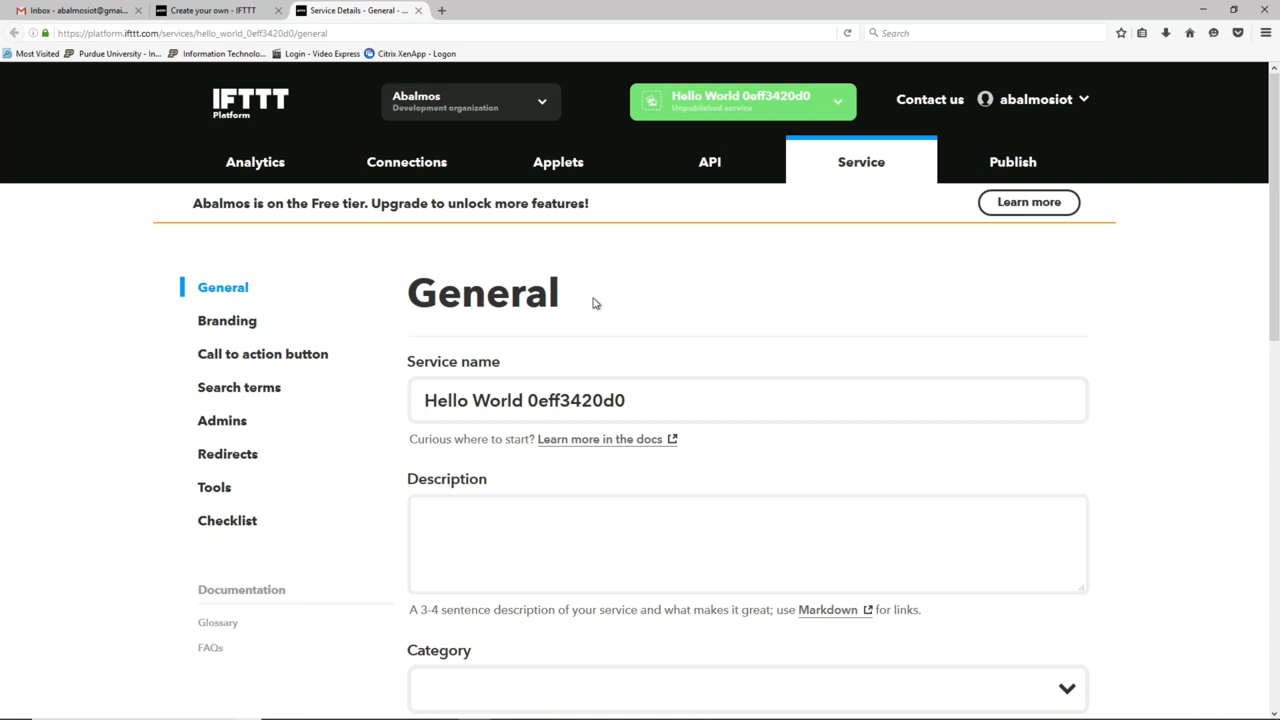 Inbox - abalmosiot@gmai...
Create your own - IFTTT
Service Details - General - ...
https://platform.ifttt.com/services/hello_world_0eff3420d0/general
Search
Most Visited
Purdue University - In...
Information Technolo...
Login - Video Express
Citrix XenApp - Logon
IFTTT
Platform
Abalmos
Development organization
Hello World 0eff3420d0
Unpublished service
Contact us
abalmosiot
Analytics
Connections
Applets
API
Service
Publish
Abalmos is on the Free tier. Upgrade to unlock more features!
Learn more
General
Branding
Call to action button
Search terms
Admins
Redirects
Tools
Checklist
Documentation
Glossary
FAQs
General
Service name
Hello World 0eff3420d0
Curious where to start? Learn more in the docs
Description
A 3-4 sentence description of your service and what makes it great; use Markdown for links.
Category